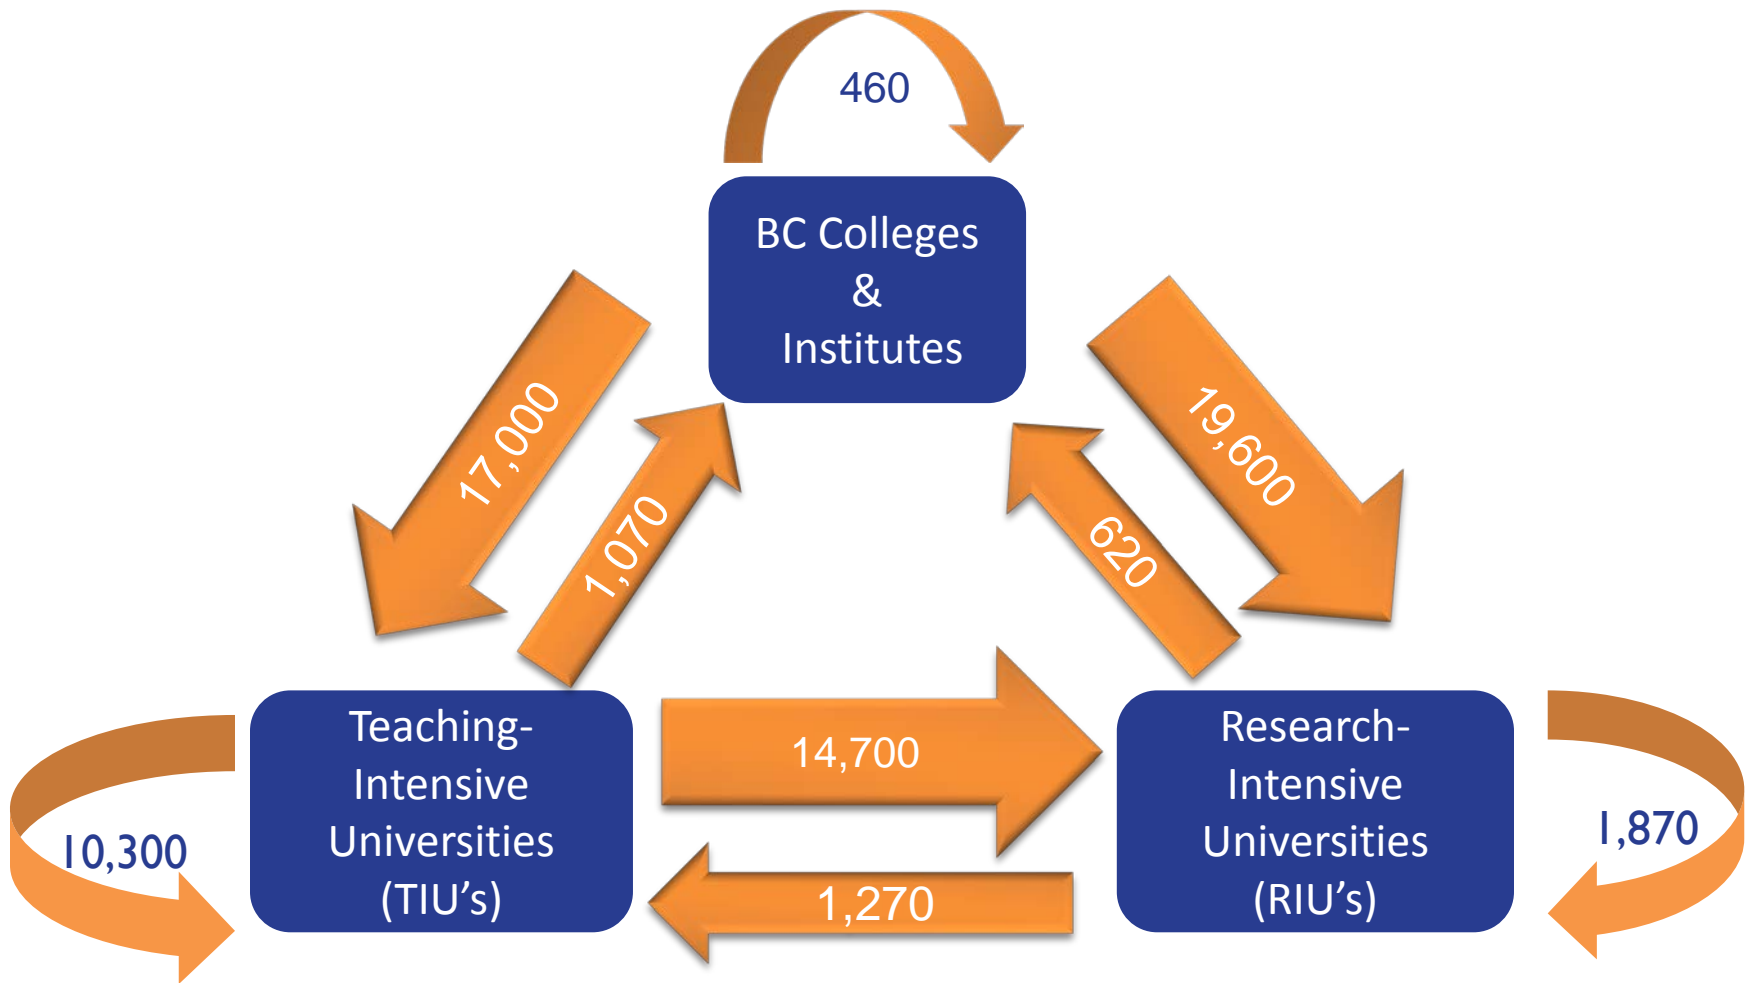 460
BC Colleges
&
Institutes
17,000
1,070
19,600
620
Teaching-
Intensive
Universities
(TIU's)
14,700
1,270
Research-
Intensive
Universities
(RIU's)
10,300
1,870